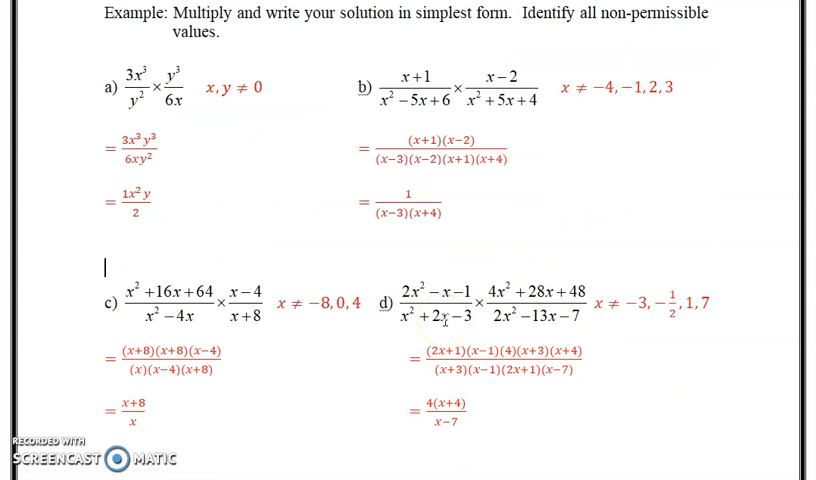 Example: Multiply and write your solution in simplest form. Identify all non-permissible
values.
a) 3x³/y² × y³/6x   x, y ≠ 0   b) (x+1)/(x² −5x+6) × (x−2)/(x² +5x+4)   x ≠ −4, −1, 2, 3
= 3x³y³/6xy²   = (x+1)(x−2)/(x−3)(x−2)(x+1)(x+4)
= 1x²y/2   = 1/(x−3)(x+4)
c) (x² +16x+64)/(x² −4x) × (x−4)/(x+8)   x ≠ −8, 0, 4   d) (2x² −x−1)/(x² +2x−3) × (4x² +28x+48)/(2x² −13x−7)   x ≠ −3, −1/2, 1, 7
= (x+8)(x+8)(x−4)/(x)(x−4)(x+8)   = (2x+1)(x−1)(4)(x+3)(x+4)/(x+3)(x−1)(2x+1)(x−7)
= x+8/x   = 4(x+4)/x−7
RECORDED WITH
SCREENCAST MATIC